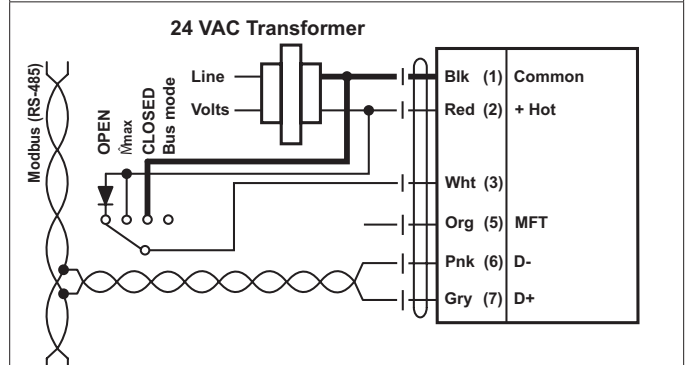 24 VAC Transformer
Line
Volts
Modbus (RS-485)
OPEN
V̂max
CLOSED
Bus mode
Blk (1) Common
Red (2) + Hot
Wht (3)
Org (5) MFT
Pnk (6) D-
Gry (7) D+